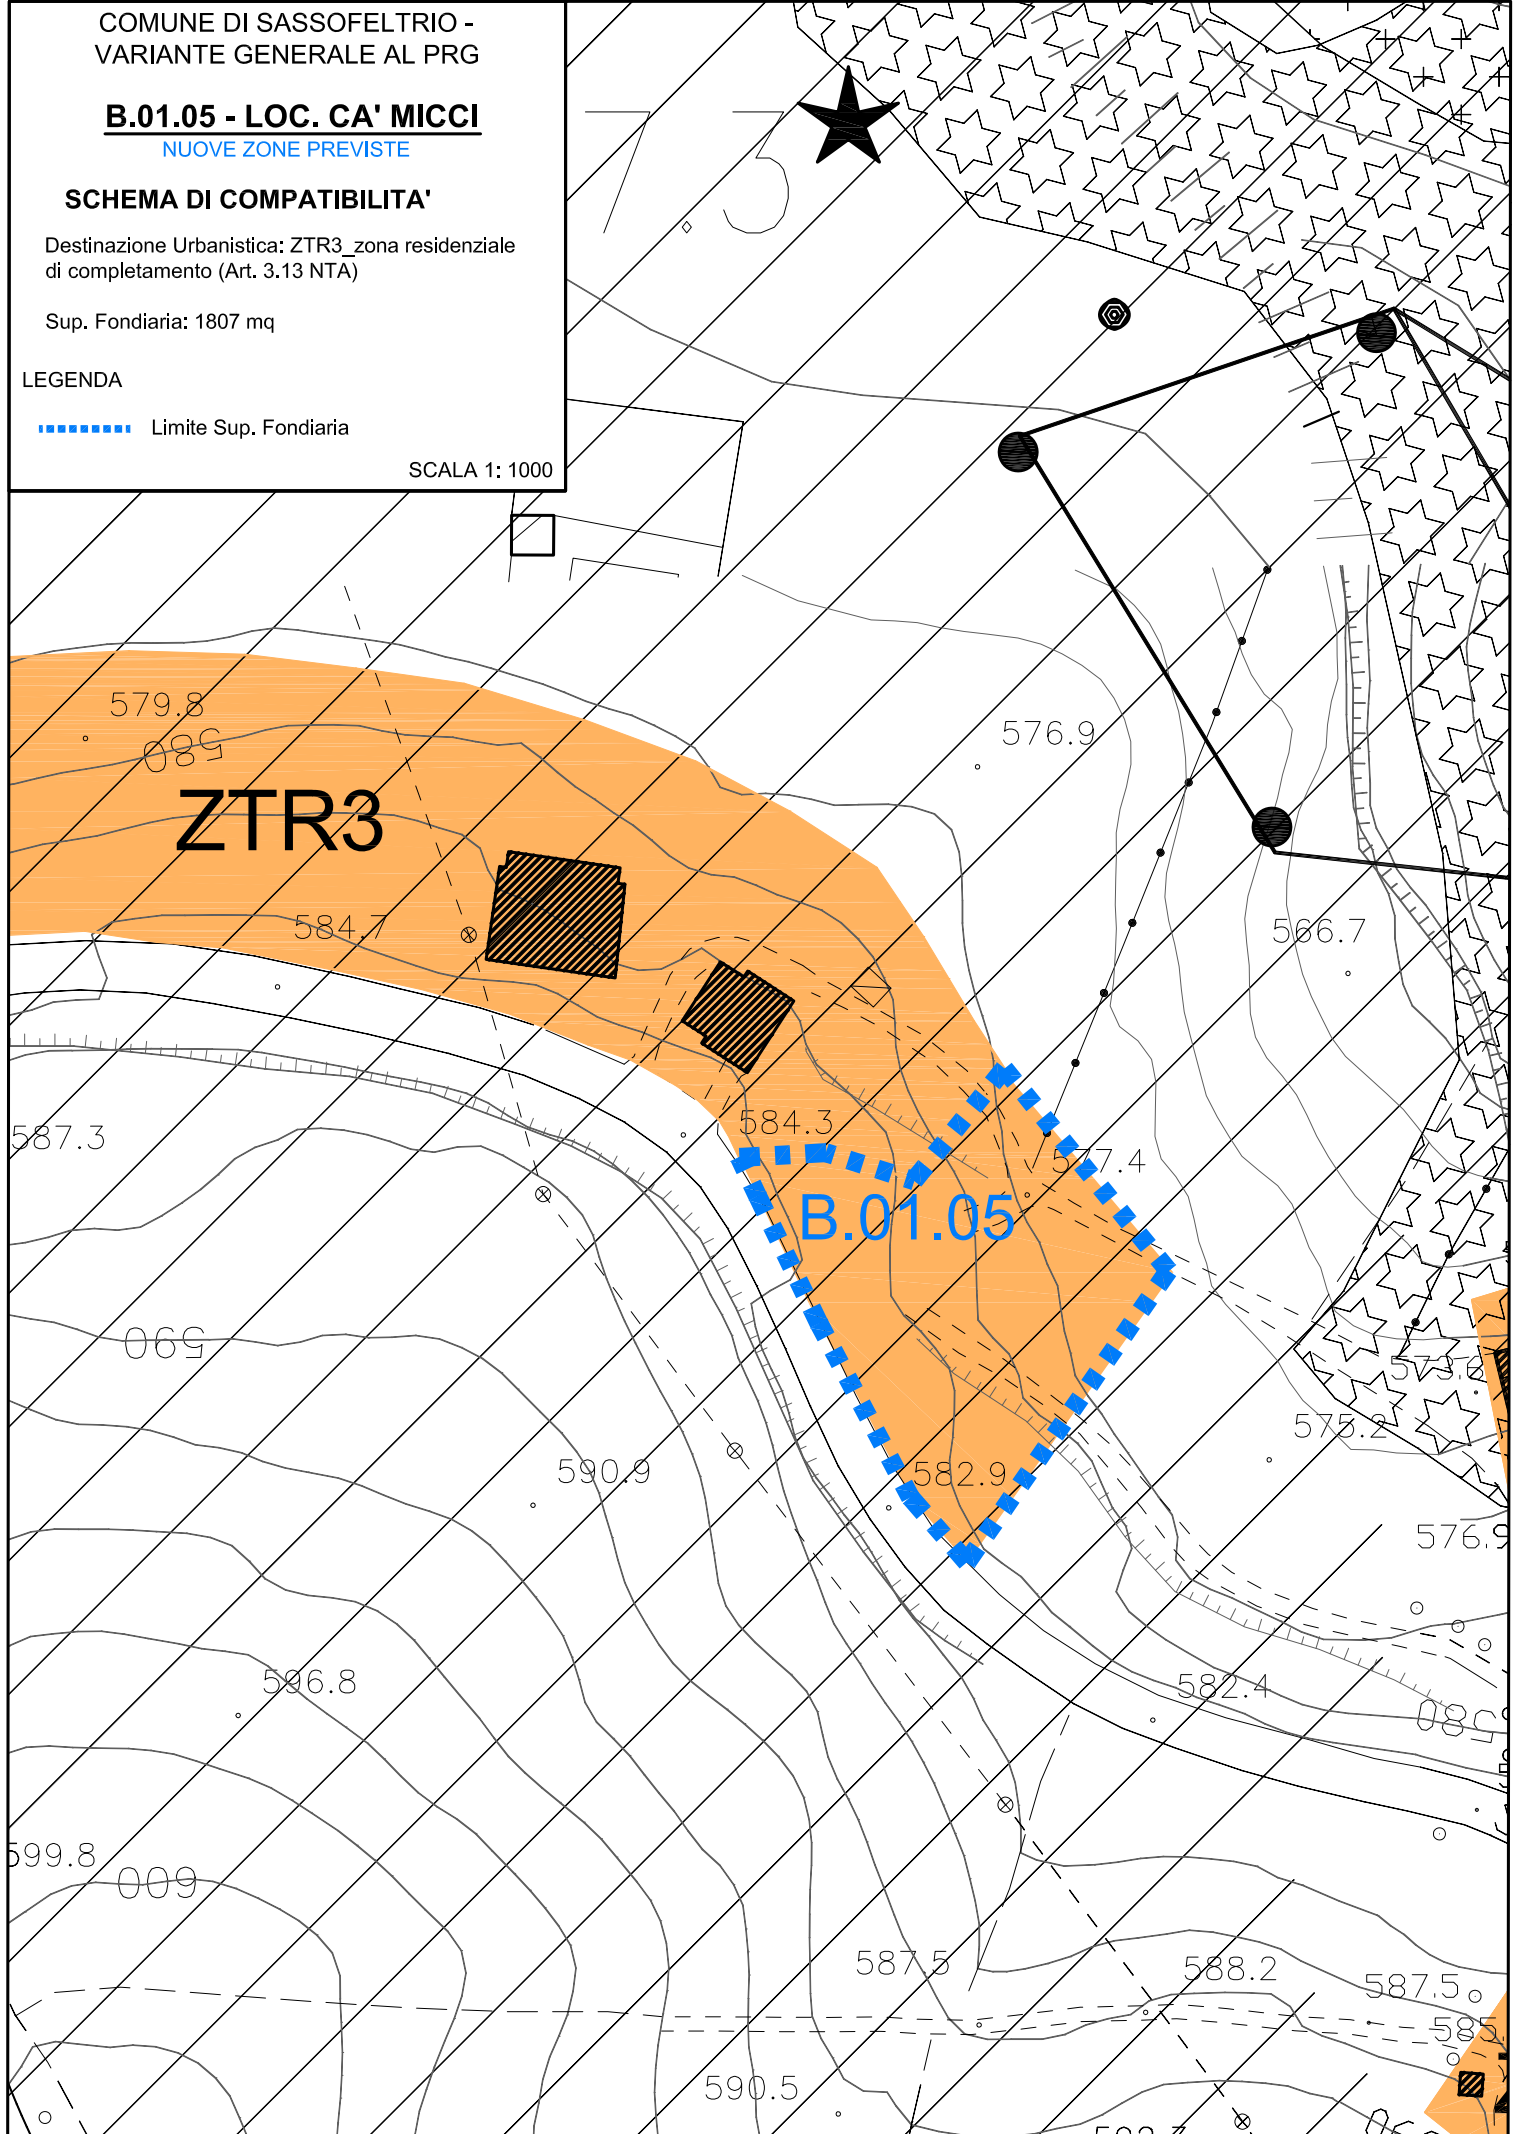 COMUNE DI SASSOFELTRIO -
VARIANTE GENERALE AL PRG
B.01.05 - LOC. CA' MICCI
NUOVE ZONE PREVISTE
SCHEMA DI COMPATIBILITA'
Destinazione Urbanistica: ZTR3_zona residenziale
di completamento (Art. 3.13 NTA)
Sup. Fondiaria: 1807 mq
LEGENDA
Limite Sup. Fondiaria
SCALA 1: 1000
73
579.8
580
576.9
ZTR3
584.7
566.7
584.3
587.3
577.4
B.01.05
590
573.6
575.2
590.9
582.9
576.9
596.8
582.4
580
599.8
600
587.5
588.2
587.5
585.
590.5